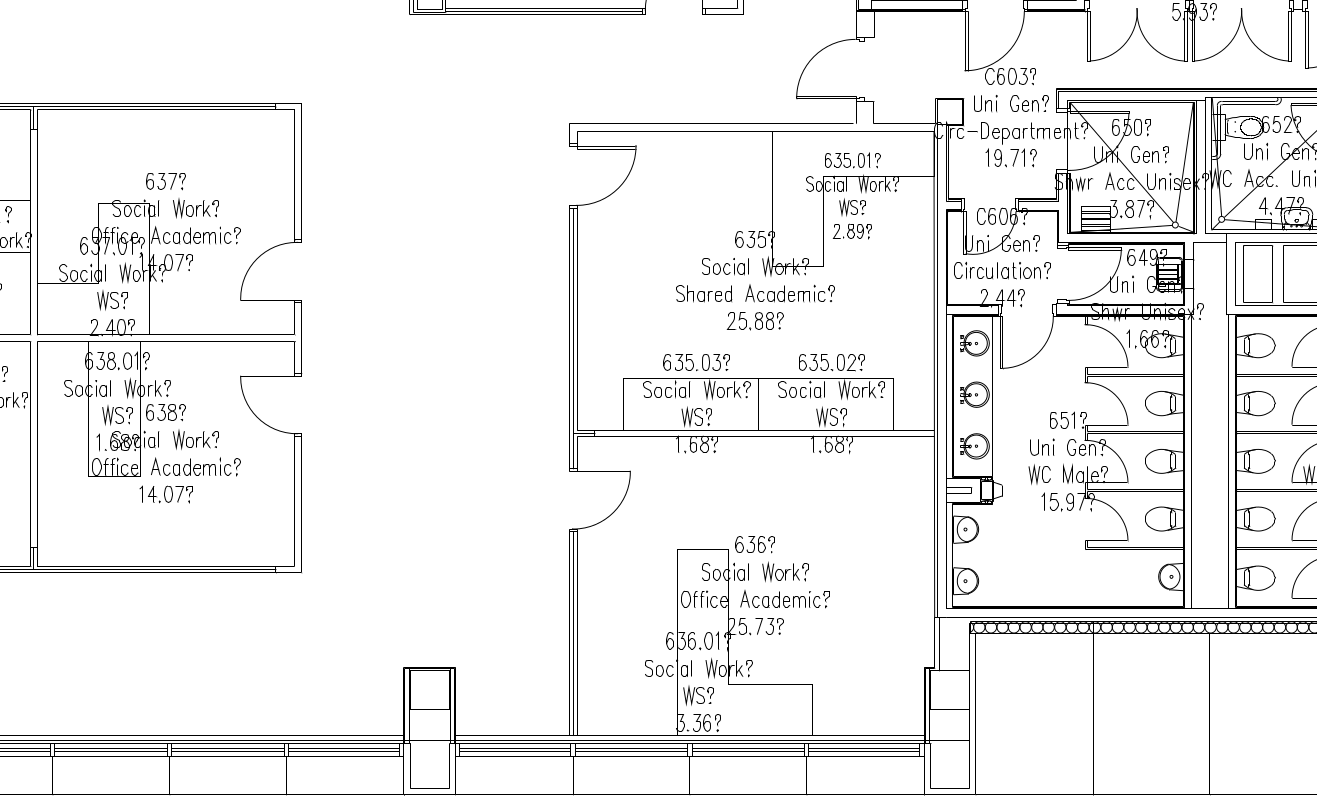 5.93?
C603?
Uni Gen?
Circ-Department?
19.71?
650?
Uni Gen?
Shwr Acc Unisex?
3.87?
652?
Uni Gen?
WC Acc. Uni
4.47?
637?
Social Work?
Office Academic?
14.07?
637.01?
Social Work?
WS?
2.40?
?
ork?
635.01?
Social Work?
WS?
2.89?
635?
Social Work?
Shared Academic?
25.88?
C606?
Uni Gen?
Circulation?
2.44?
649?
Uni Gen?
Shwr Unisex?
1.66?
?
638.01?
Social Work?
WS?
1.68?
638?
Social Work?
Office Academic?
14.07?
?
ork?
635.03?
Social Work?
WS?
1.68?
635.02?
Social Work?
WS?
1.68?
651?
Uni Gen?
WC Male?
15.97?
W
636?
Social Work?
Office Academic?
25.73?
636.01?
Social Work?
WS?
3.36?